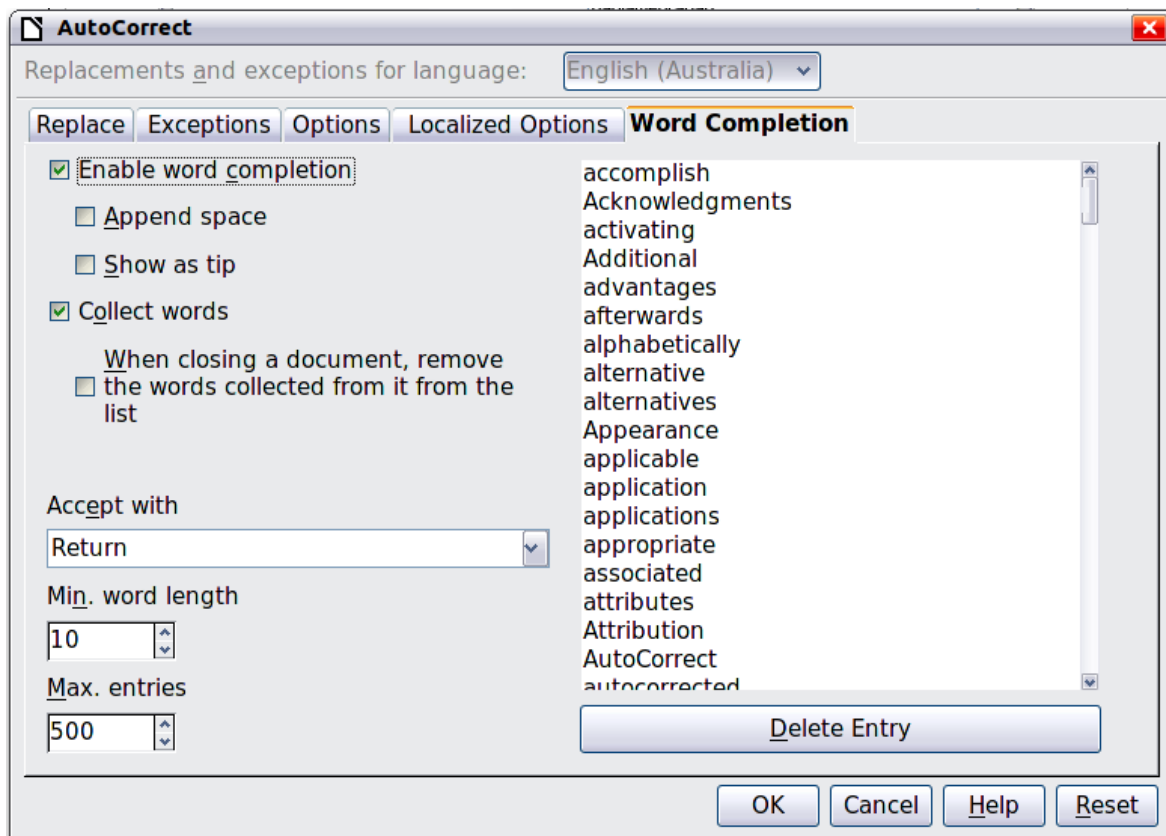 AutoCorrect
Replacements and exceptions for language: English (Australia)
Replace Exceptions Options Localized Options Word Completion
Enable word completion
Append space
Show as tip
Collect words
When closing a document, remove
the words collected from it from the
list
Accept with
Return
Min. word length
10
Max. entries
500
accomplish
Acknowledgments
activating
Additional
advantages
afterwards
alphabetically
alternative
alternatives
Appearance
applicable
application
applications
appropriate
associated
attributes
Attribution
AutoCorrect
autocorrected
Delete Entry
OK Cancel Help Reset